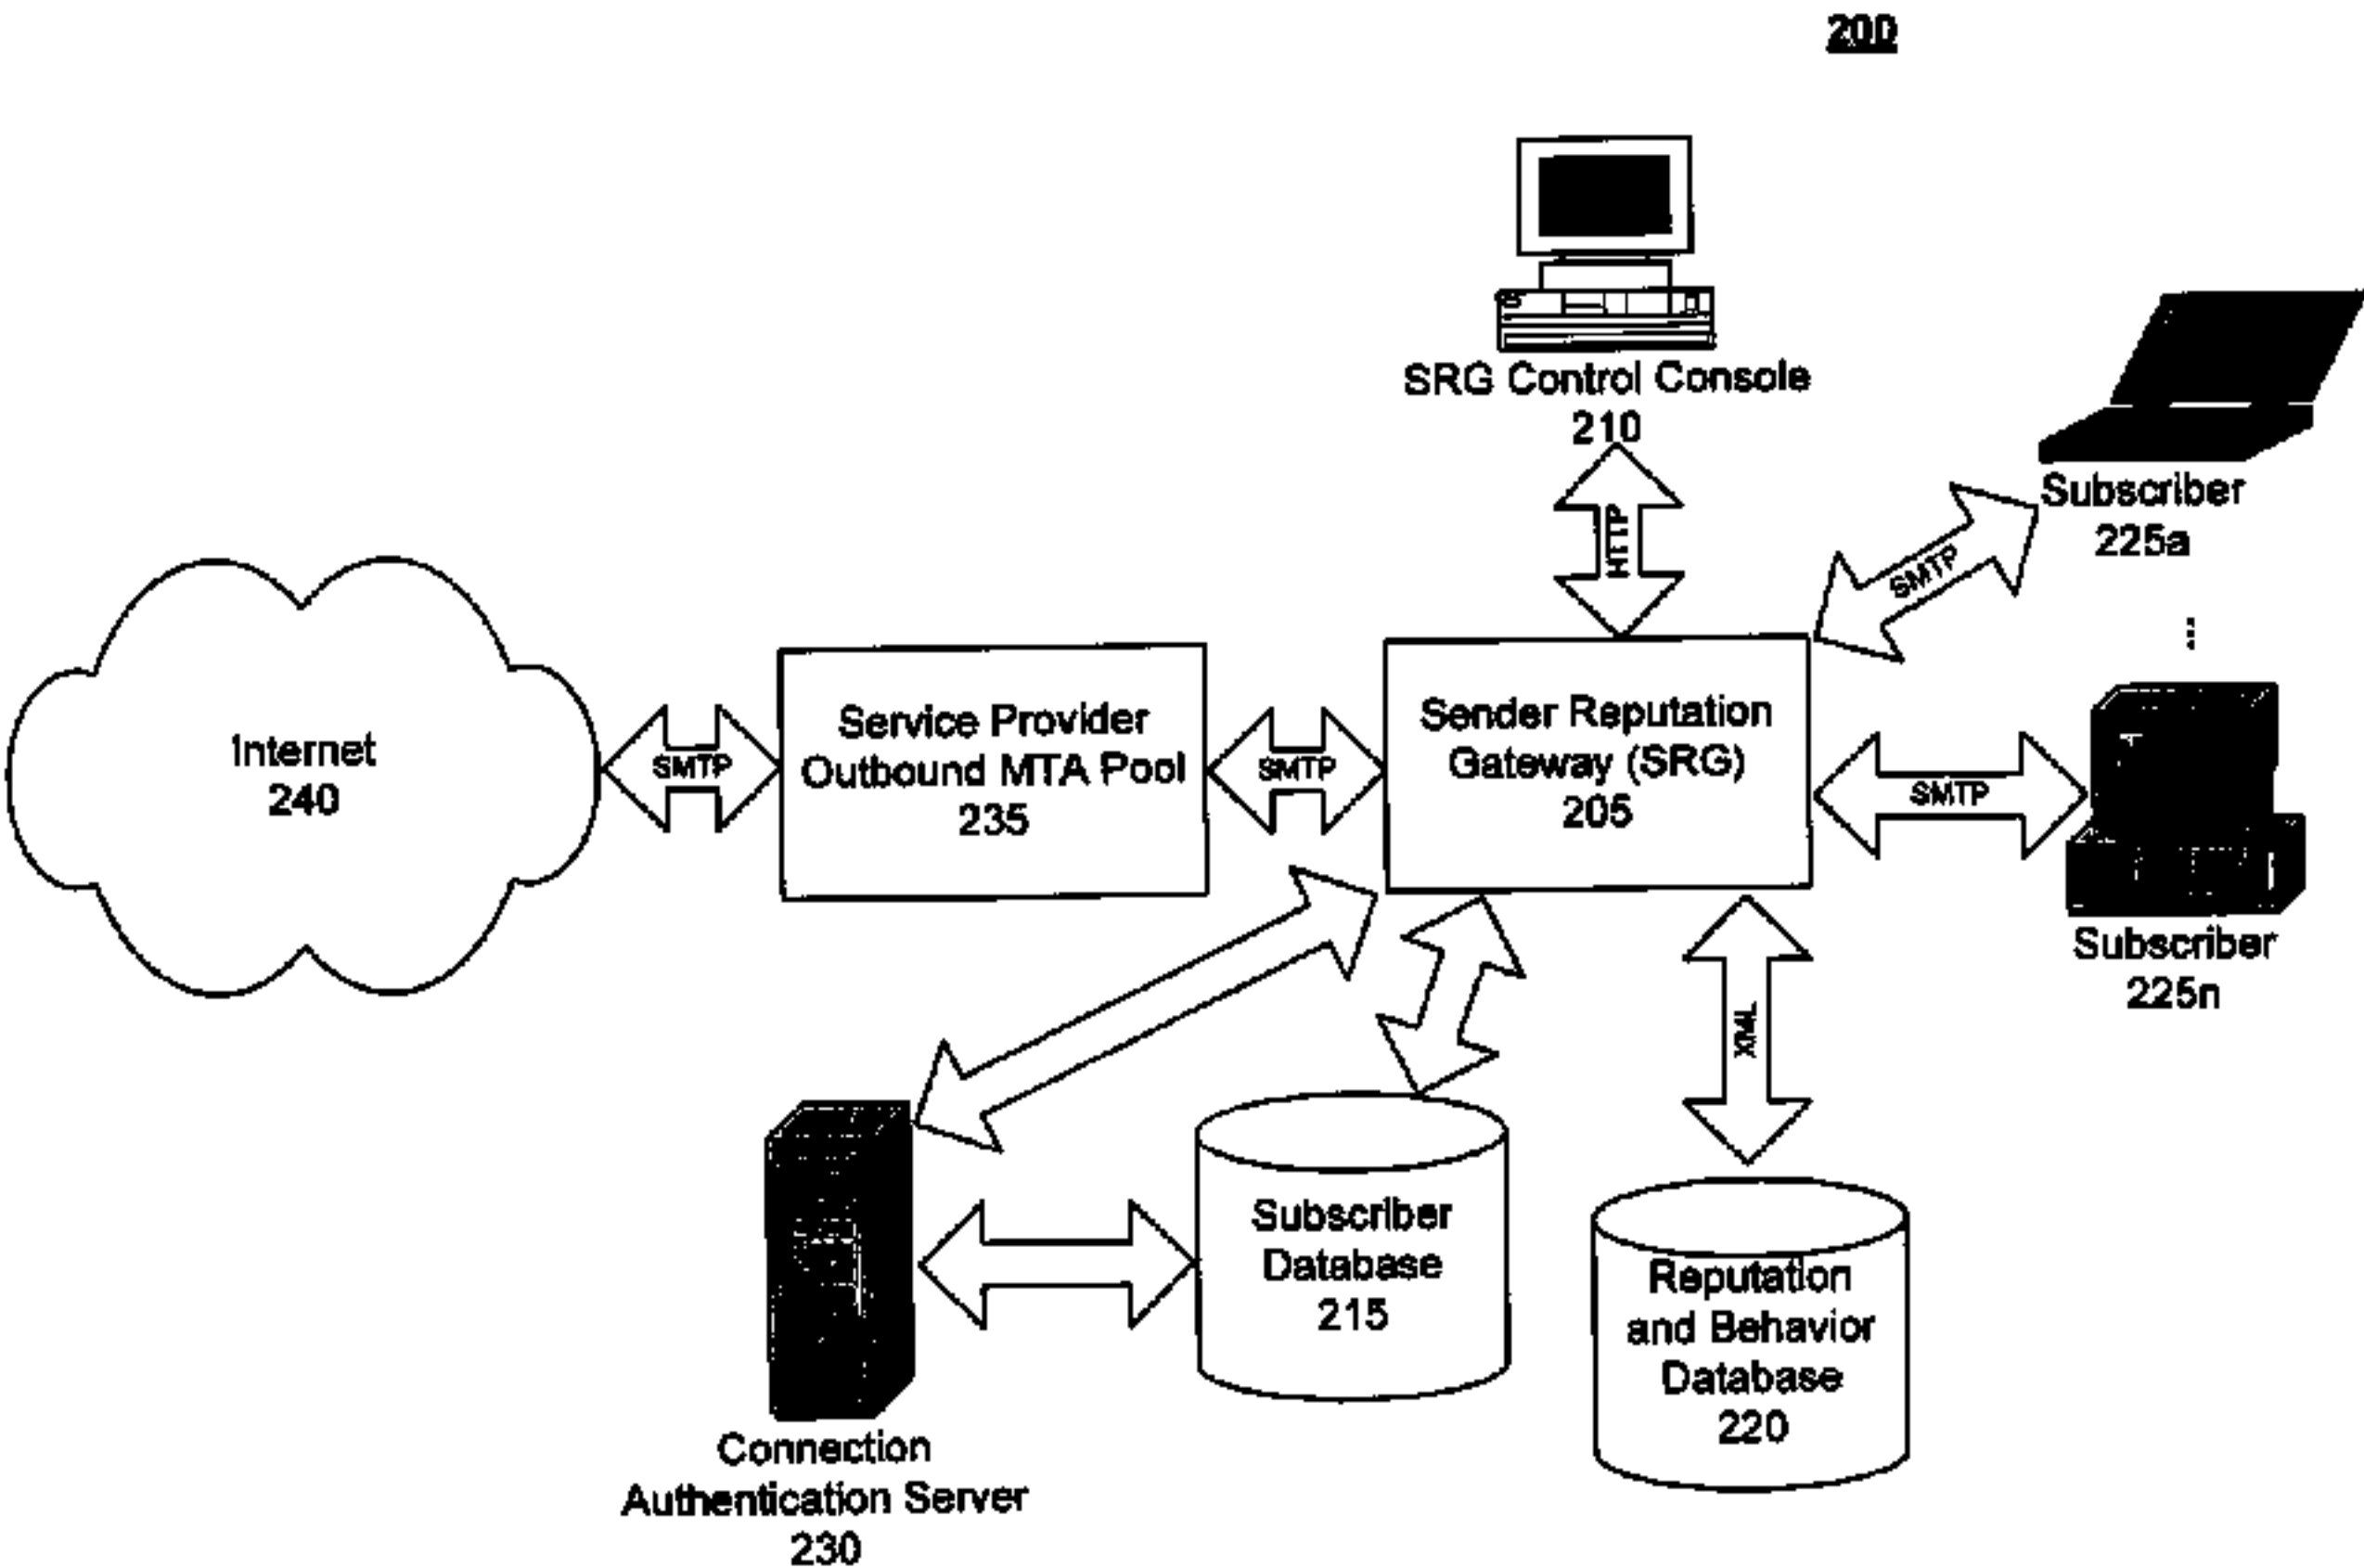 200
SRG Control Console
210
HTTP
Subscriber
225a
SMTP
...
Internet
240
SMTP
Service Provider
Outbound MTA Pool
235
SMTP
Sender Reputation
Gateway (SRG)
205
SMTP
Subscriber
225n
XML
Connection
Authentication Server
230
Subscriber
Database
215
Reputation
and Behavior
Database
220